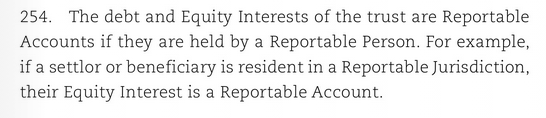 254. The debt and Equity Interests of the trust are Reportable
Accounts if they are held by a Reportable Person. For example,
if a settlor or beneficiary is resident in a Reportable Jurisdiction,
their Equity Interest is a Reportable Account.